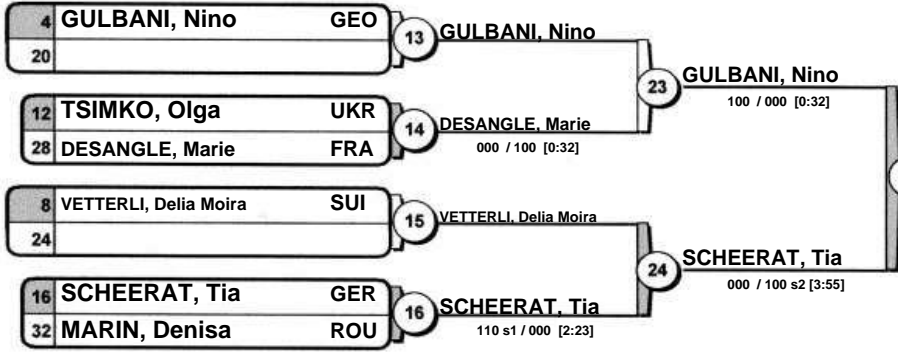 4 GULBANI, Nino GEO
20
13 GULBANI, Nino
12 TSIMKO, Olga UKR
28 DESANGLE, Marie FRA
14 DESANGLE, Marie
000 / 100 [0:32]
23 GULBANI, Nino
100 / 000 [0:32]
8 VETTERLI, Delia Moira SUI
24
15 VETTERLI, Delia Moira
16 SCHEERAT, Tia GER
32 MARIN, Denisa ROU
16 SCHEERAT, Tia
110 s1 / 000 [2:23]
24 SCHEERAT, Tia
000 / 100 s2 [3:55]